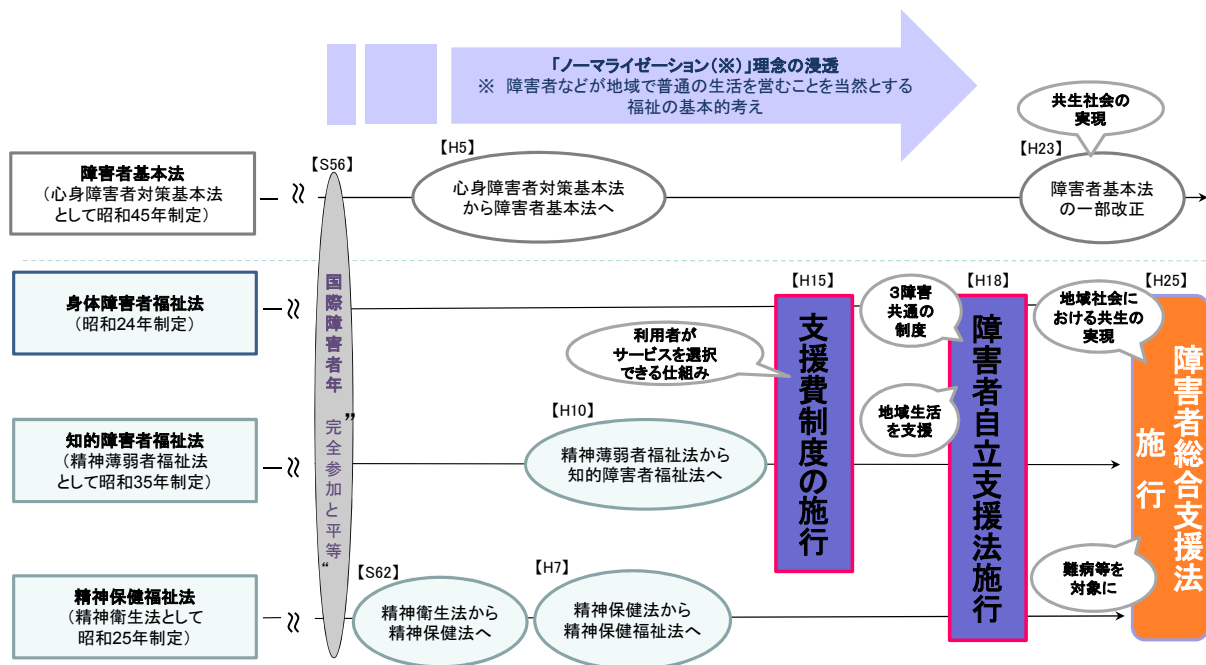 「ノーマライゼーション(※)」理念の浸透
※ 障害者などが地域で普通の生活を営むことを当然とする
福祉の基本的考え
共生社会の
実現
【S56】
【H5】
【H23】
障害者基本法
（心身障害者対策基本法
として昭和45年制定）
心身障害者対策基本法
から障害者基本法へ
障害者基本法
の一部改正
国際障害者年
”完全参加と平等“
身体障害者福祉法
（昭和24年制定）
【H15】
【H18】
【H25】
利用者が
サービスを選択
できる仕組み
支援費制度の施行
３障害
共通の
制度
地域生活
を支援
障害者自立支援法施行
地域社会に
おける共生の
実現
障害者総合支援法
施行
難病等を
対象に
知的障害者福祉法
（精神薄弱者福祉法
として昭和35年制定）
【H10】
精神薄弱者福祉法から
知的障害者福祉法へ
精神保健福祉法
（精神衛生法として
昭和25年制定）
【S62】
精神衛生法から
精神保健法へ
【H7】
精神保健法から
精神保健福祉法へ